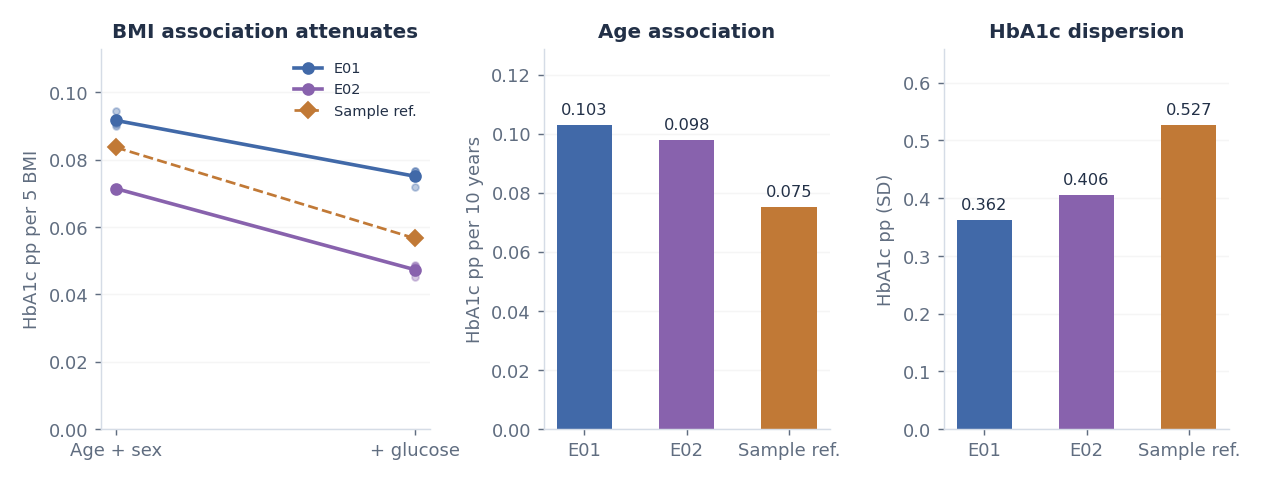 BMI association attenuates
HbA1c pp per 5 BMI
0.10
0.08
0.06
0.04
0.02
0.00
Age + sex
+ glucose
E01
E02
Sample ref.
Age association
HbA1c pp per 10 years
0.12
0.10
0.08
0.06
0.04
0.02
0.00
0.103
0.098
0.075
E01
E02
Sample ref.
HbA1c dispersion
HbA1c pp (SD)
0.6
0.5
0.4
0.3
0.2
0.1
0.0
0.362
0.406
0.527
E01
E02
Sample ref.